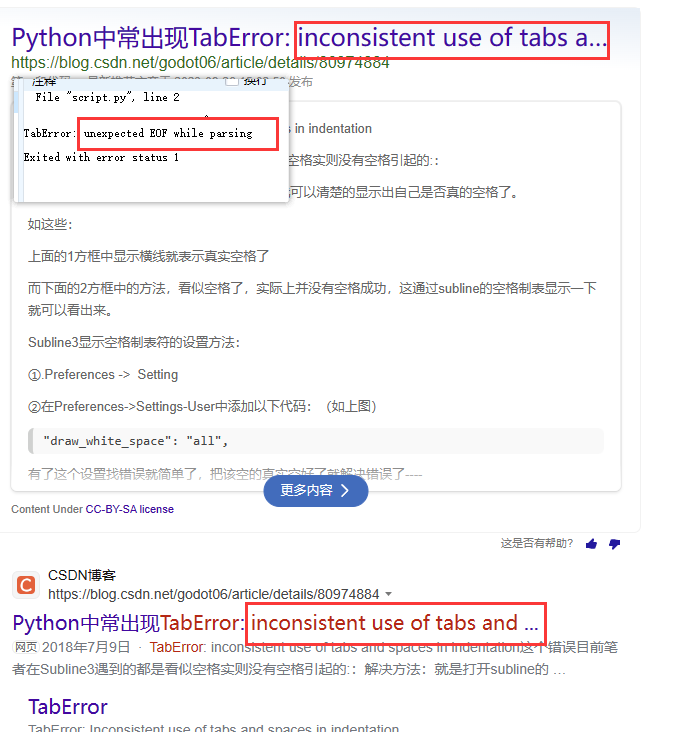 Python中常出现TabError: inconsistent use of tabs a...
https://blog.csdn.net/godot06/article/details/80974884
发布
注释
换行
File "script.py", line 2
^
TabError: unexpected EOF while parsing
s in indentation
Exited with error status 1
空格实则没有空格引起的::
可以清楚的显示出自己是否真的空格了。
如这些：
上面的1方框中显示横线就表示真实空格了
而下面的2方框中的方法，看似空格了，实际上并没有空格成功，这通过subline的空格制表显示一下
就可以看出来。
Subline3显示空格制表符的设置方法：
①.Preferences -> Setting
②在Preferences->Settings-User中添加以下代码：（如上图）
"draw_white_space": "all",
有了这个设置找错误就简单了，把该空的真实空好了就解决错误了----
更多内容
Content Under CC-BY-SA license
这是否有帮助?
CSDN博客
https://blog.csdn.net/godot06/article/details/80974884
Python中常出现TabError: inconsistent use of tabs and ...
网页 2018年7月9日 · TabError: inconsistent use of tabs and spaces in indentation这个错误目前笔
者在Subline3遇到的都是看似空格实则没有空格引起的:：解决方法：就是打开subline的 …
TabError
TabError: Inconsistent use of tabs and spaces in indentation